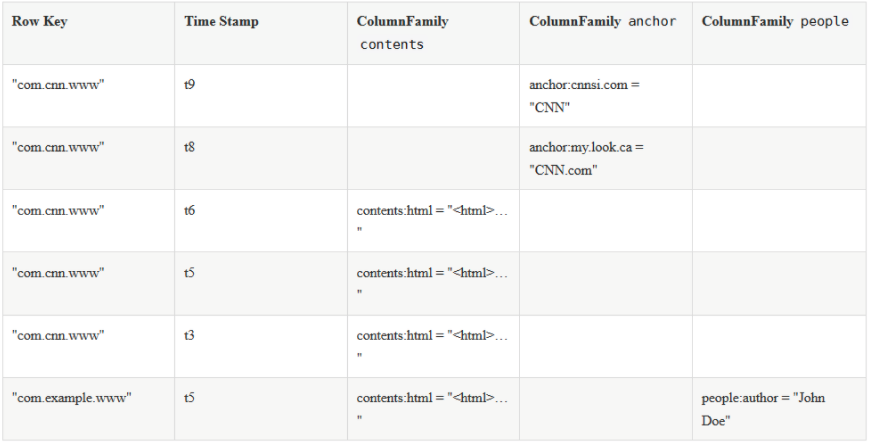 Row Key Time Stamp ColumnFamily ColumnFamily anchor ColumnFamily people
contents
"com.cnn.www" t9 anchor:cnnsi.com =
"CNN"
"com.cnn.www" t8 anchor:my.look.ca =
"CNN.com"
"com.cnn.www" t6 contents:html = "<html>…
"
"com.cnn.www" t5 contents:html = "<html>…
"
"com.cnn.www" t3 contents:html = "<html>…
"
"com.example.www" t5 contents:html = "<html>… people:author = "John
" Doe"